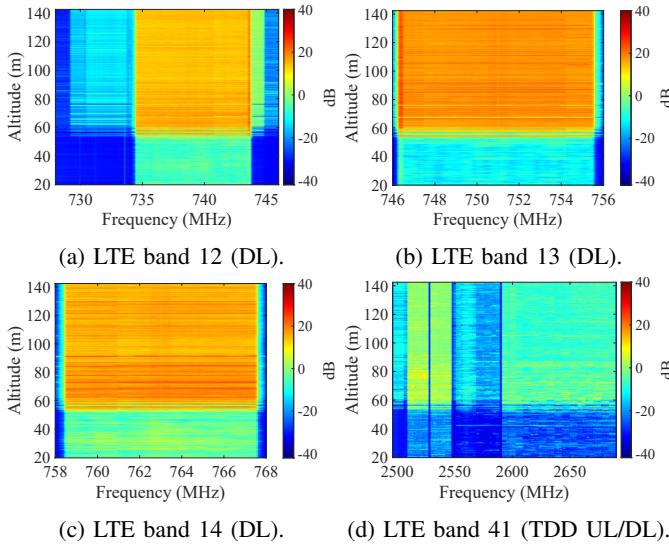 140
120
100
80
60
40
20
Altitude (m)
730 735 740 745
Frequency (MHz)
40
20
0
-20
-40
dB
(a) LTE band 12 (DL).
140
120
100
80
60
40
20
Altitude (m)
746 748 750 752 754 756
Frequency (MHz)
40
20
0
-20
-40
dB
(b) LTE band 13 (DL).
140
120
100
80
60
40
20
Altitude (m)
758 760 762 764 766 768
Frequency (MHz)
40
20
0
-20
-40
dB
(c) LTE band 14 (DL).
140
120
100
80
60
40
20
Altitude (m)
2500 2550 2600 2650
Frequency (MHz)
40
20
0
-20
-40
dB
(d) LTE band 41 (TDD UL/DL).